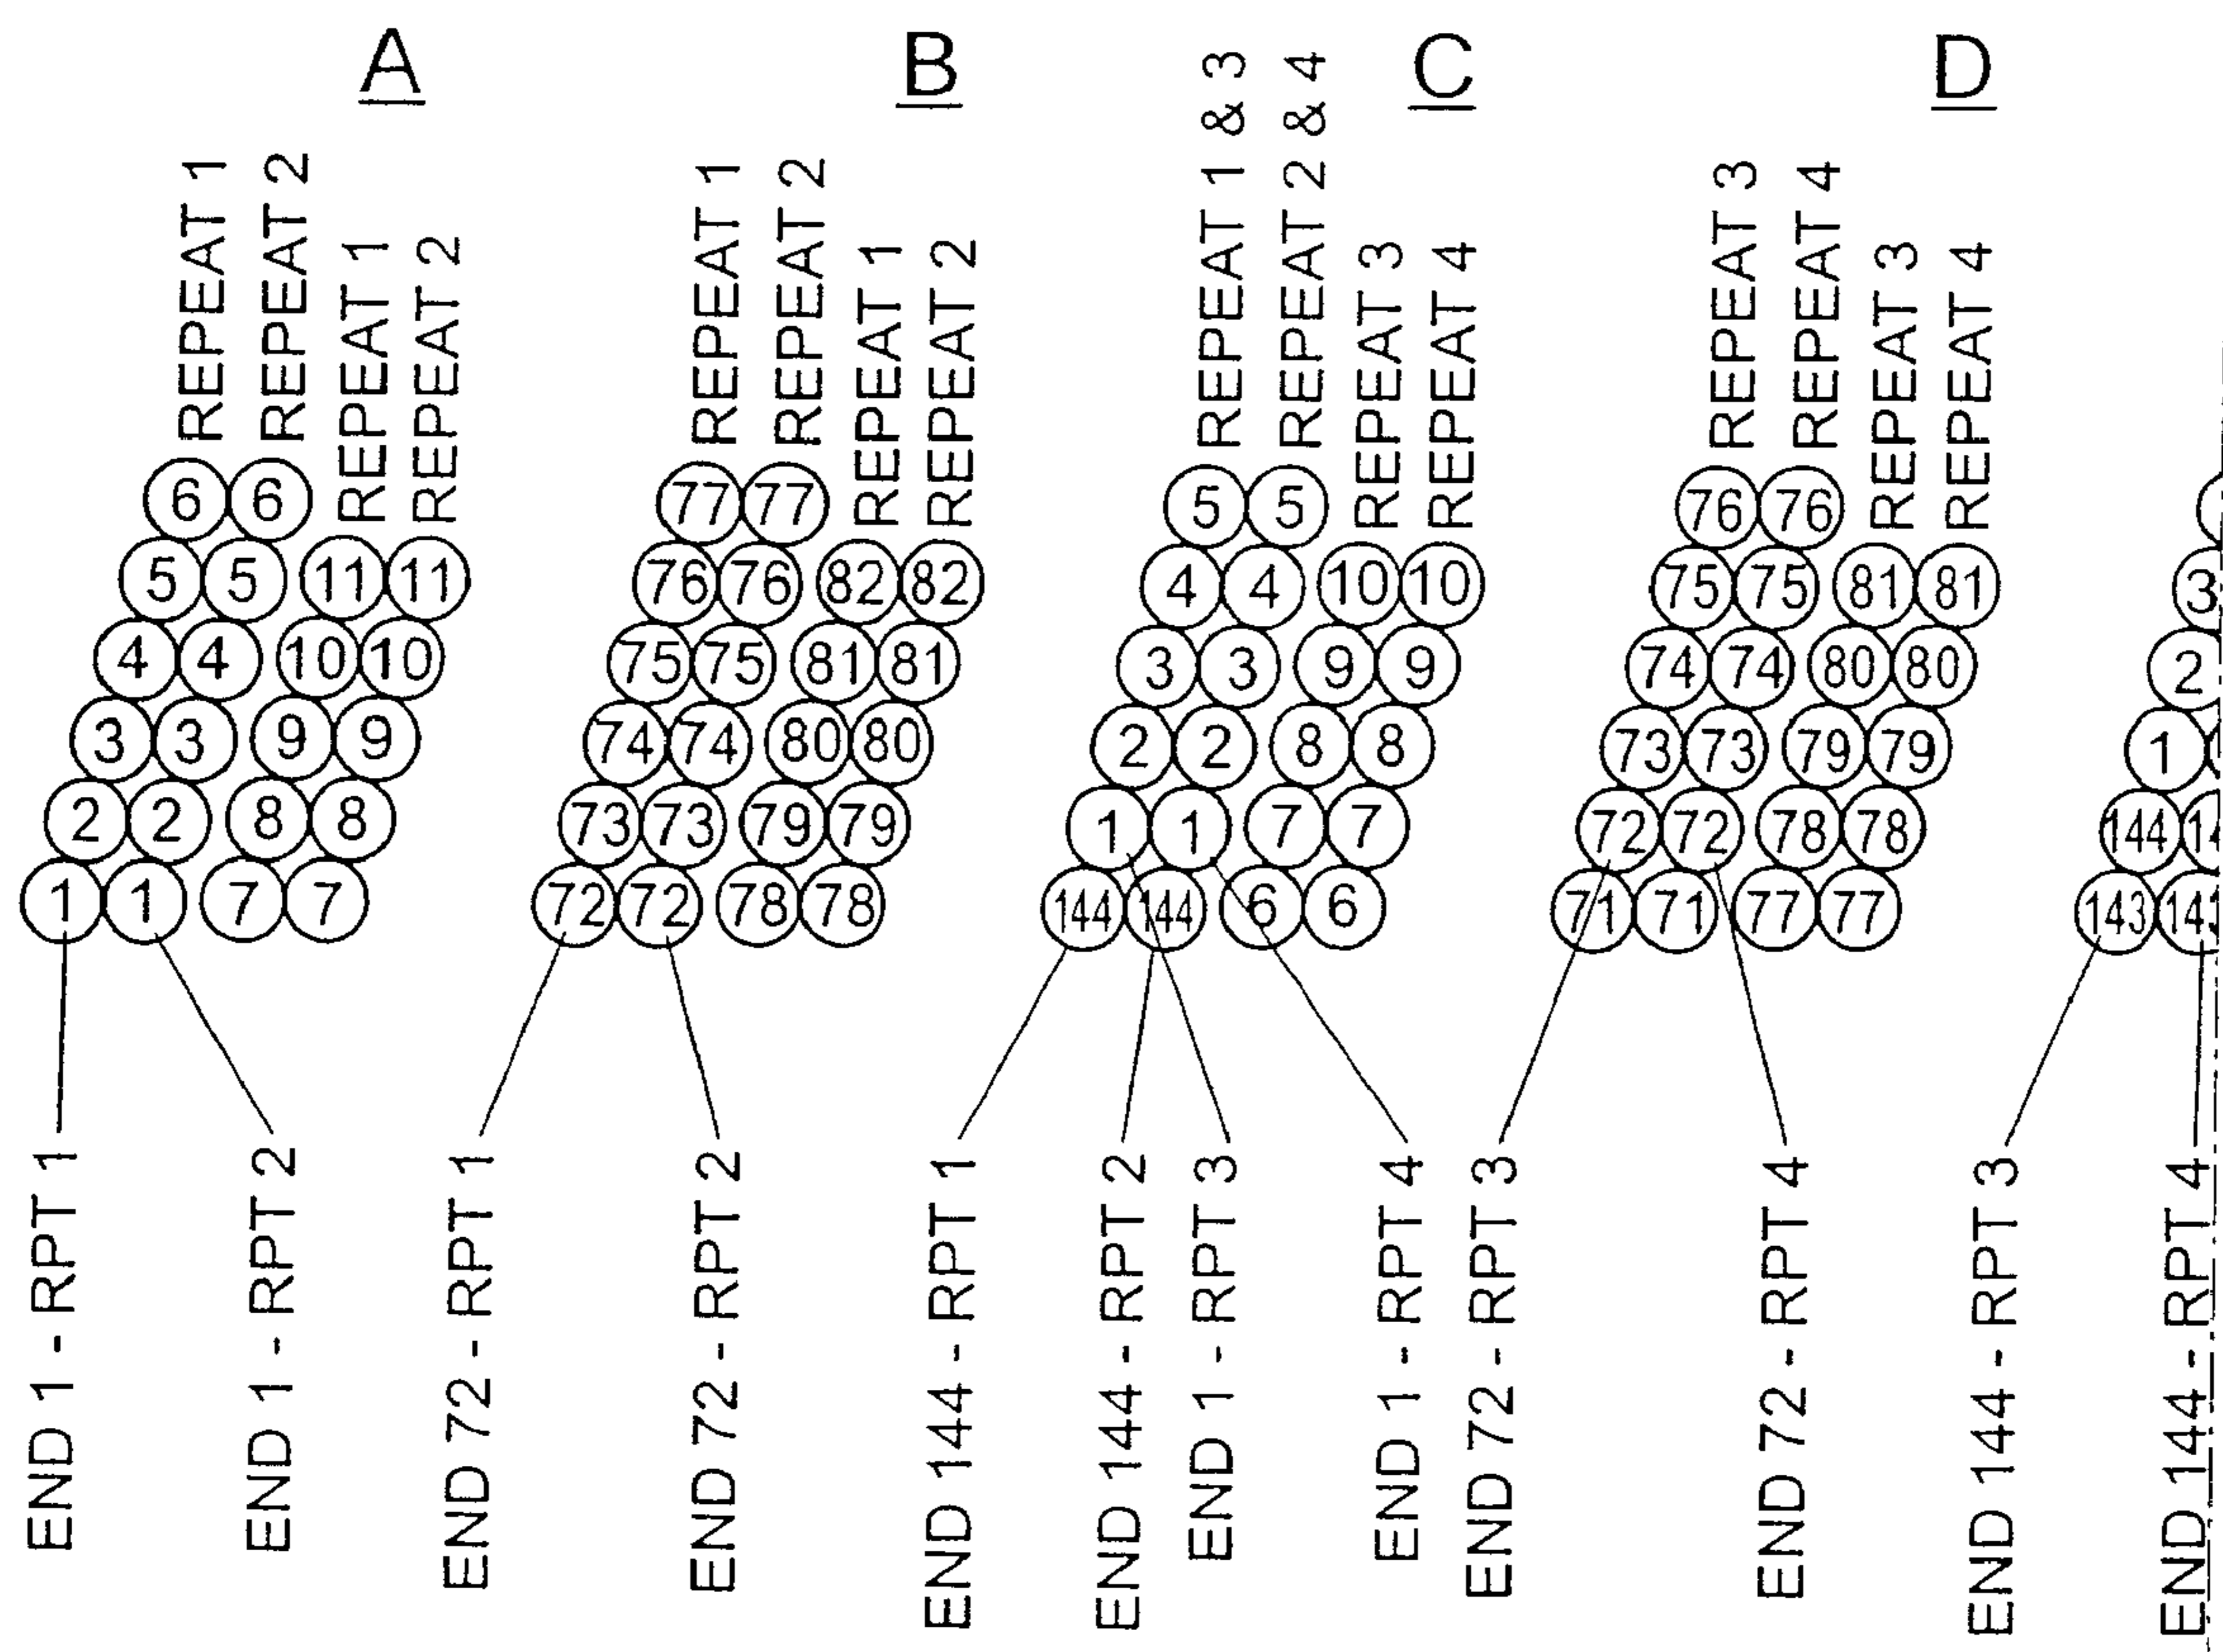 A
B
C
D
REPEAT 1
REPEAT 2
REPEAT 1
REPEAT 2
REPEAT 1
REPEAT 2
REPEAT 1
REPEAT 2
REPEAT 1 & 3
REPEAT 2 & 4
REPEAT 3
REPEAT 4
REPEAT 3
REPEAT 4
REPEAT 3
REPEAT 4
6 6 77 77 5 5 76 76
5 5 11 11 76 76 82 82 4 4 10 10 75 75 81 81 3
4 4 10 10 75 75 81 81 3 3 9 9 74 74 80 80 2
3 3 9 9 74 74 80 80 2 2 8 8 73 73 79 79 1
2 2 8 8 73 73 79 79 1 1 7 7 72 72 78 78 144
1 1 7 7 72 72 78 78 144 144 6 6 71 71 77 77 143
END 1 - RPT 1
END 1 - RPT 2
END 72 - RPT 1
END 72 - RPT 2
END 144 - RPT 1
END 144 - RPT 2
END 1 - RPT 3
END 1 - RPT 4
END 72 - RPT 3
END 72 - RPT 4
END 144 - RPT 3
END 144 - RPT 4